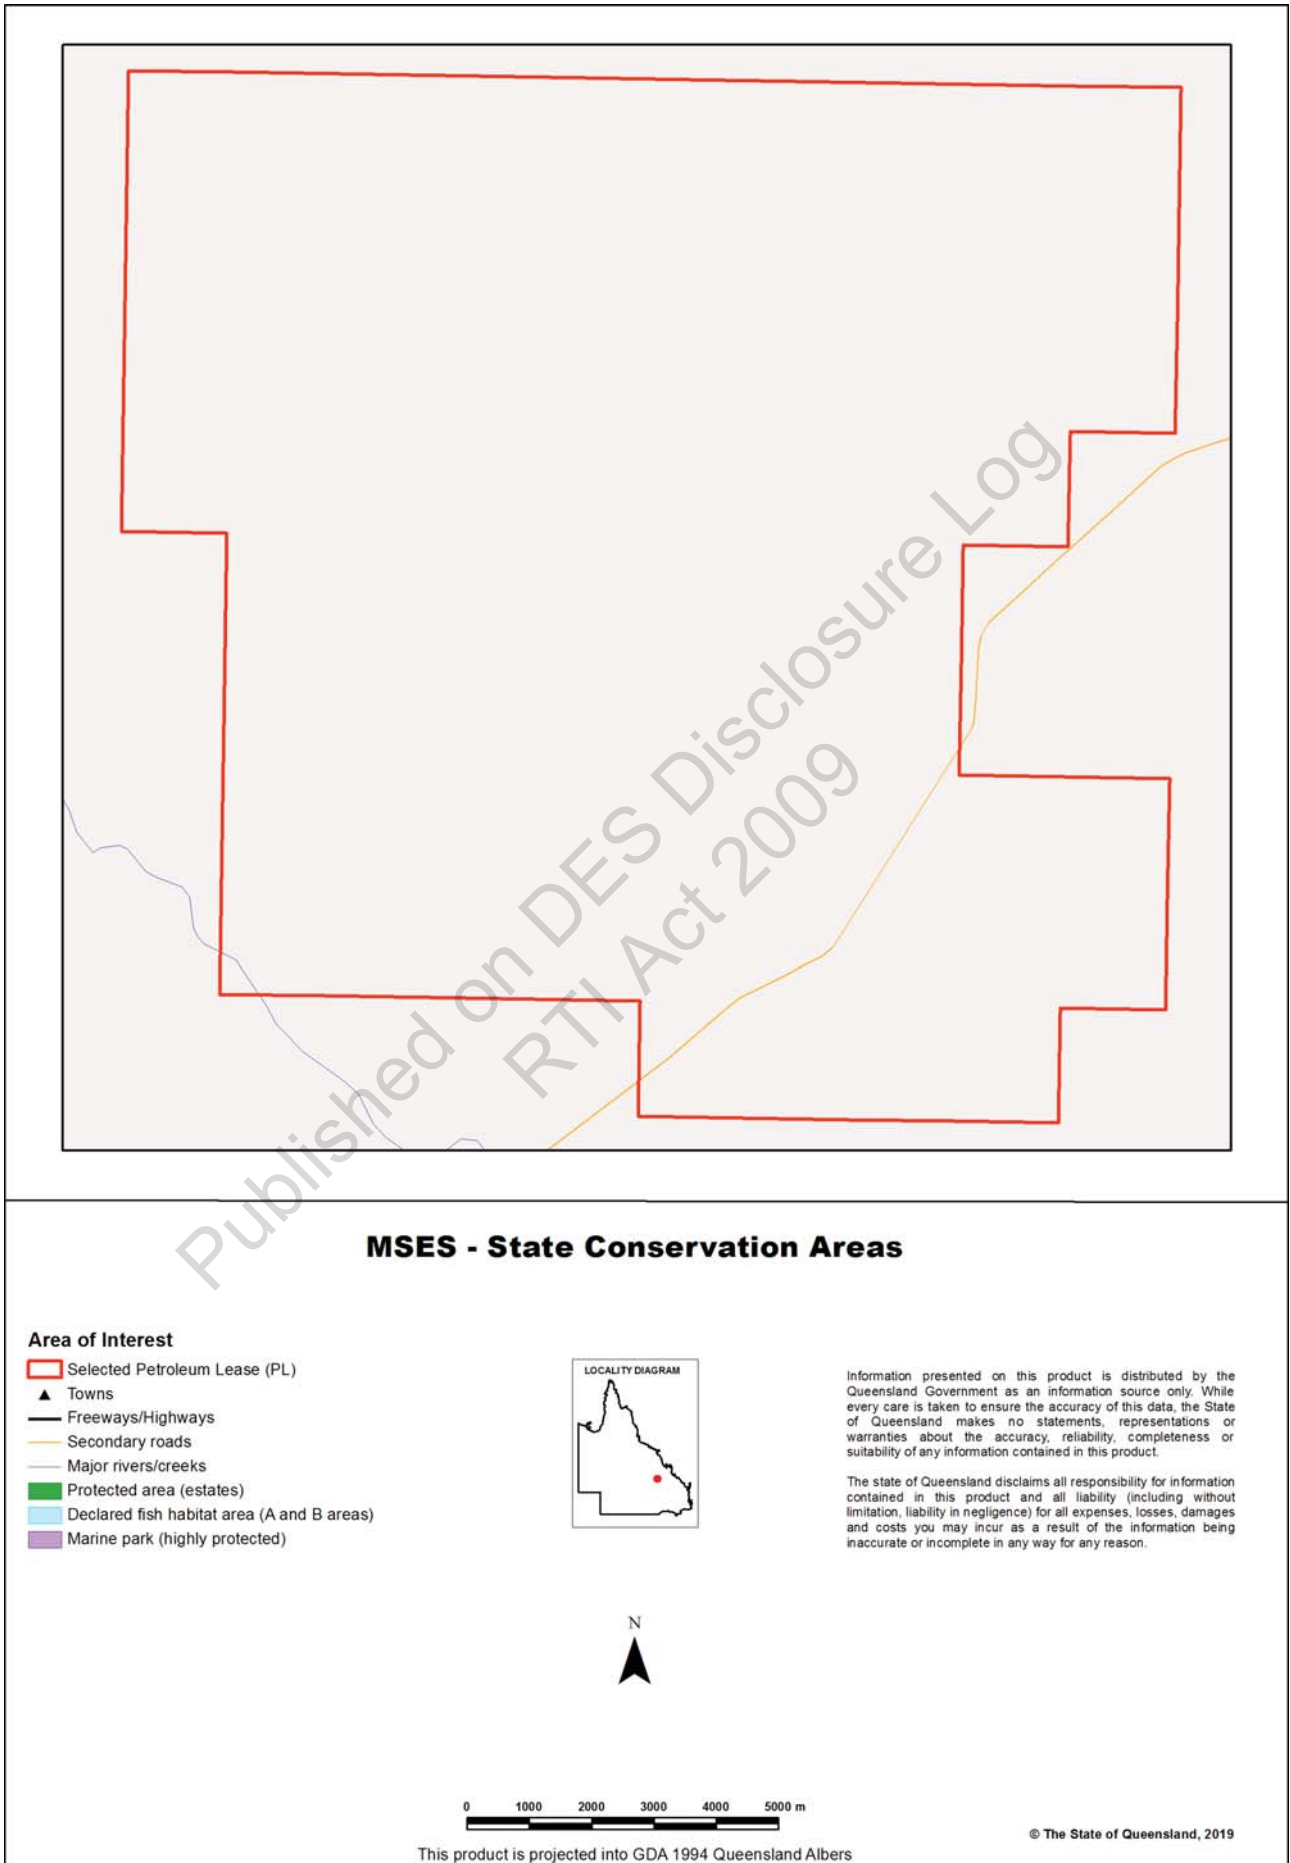 Published on DES Disclosure Log
RTI Act 2009
MSES - State Conservation Areas
Area of Interest
Selected Petroleum Lease (PL)
Towns
Freeways/Highways
Secondary roads
Major rivers/creeks
Protected area (estates)
Declared fish habitat area (A and B areas)
Marine park (highly protected)
LOCALITY DIAGRAM
Information presented on this product is distributed by the
Queensland Government as an information source only. While
every care is taken to ensure the accuracy of this data, the State
of Queensland makes no statements, representations or
warranties about the accuracy, reliability, completeness or
suitability of any information contained in this product.
The state of Queensland disclaims all responsibility for information
contained in this product and all liability (including without
limitation, liability in negligence) for all expenses, losses, damages
and costs you may incur as a result of the information being
inaccurate or incomplete in any way for any reason.
N
0 1000 2000 3000 4000 5000 m
This product is projected into GDA 1994 Queensland Albers
© The State of Queensland, 2019